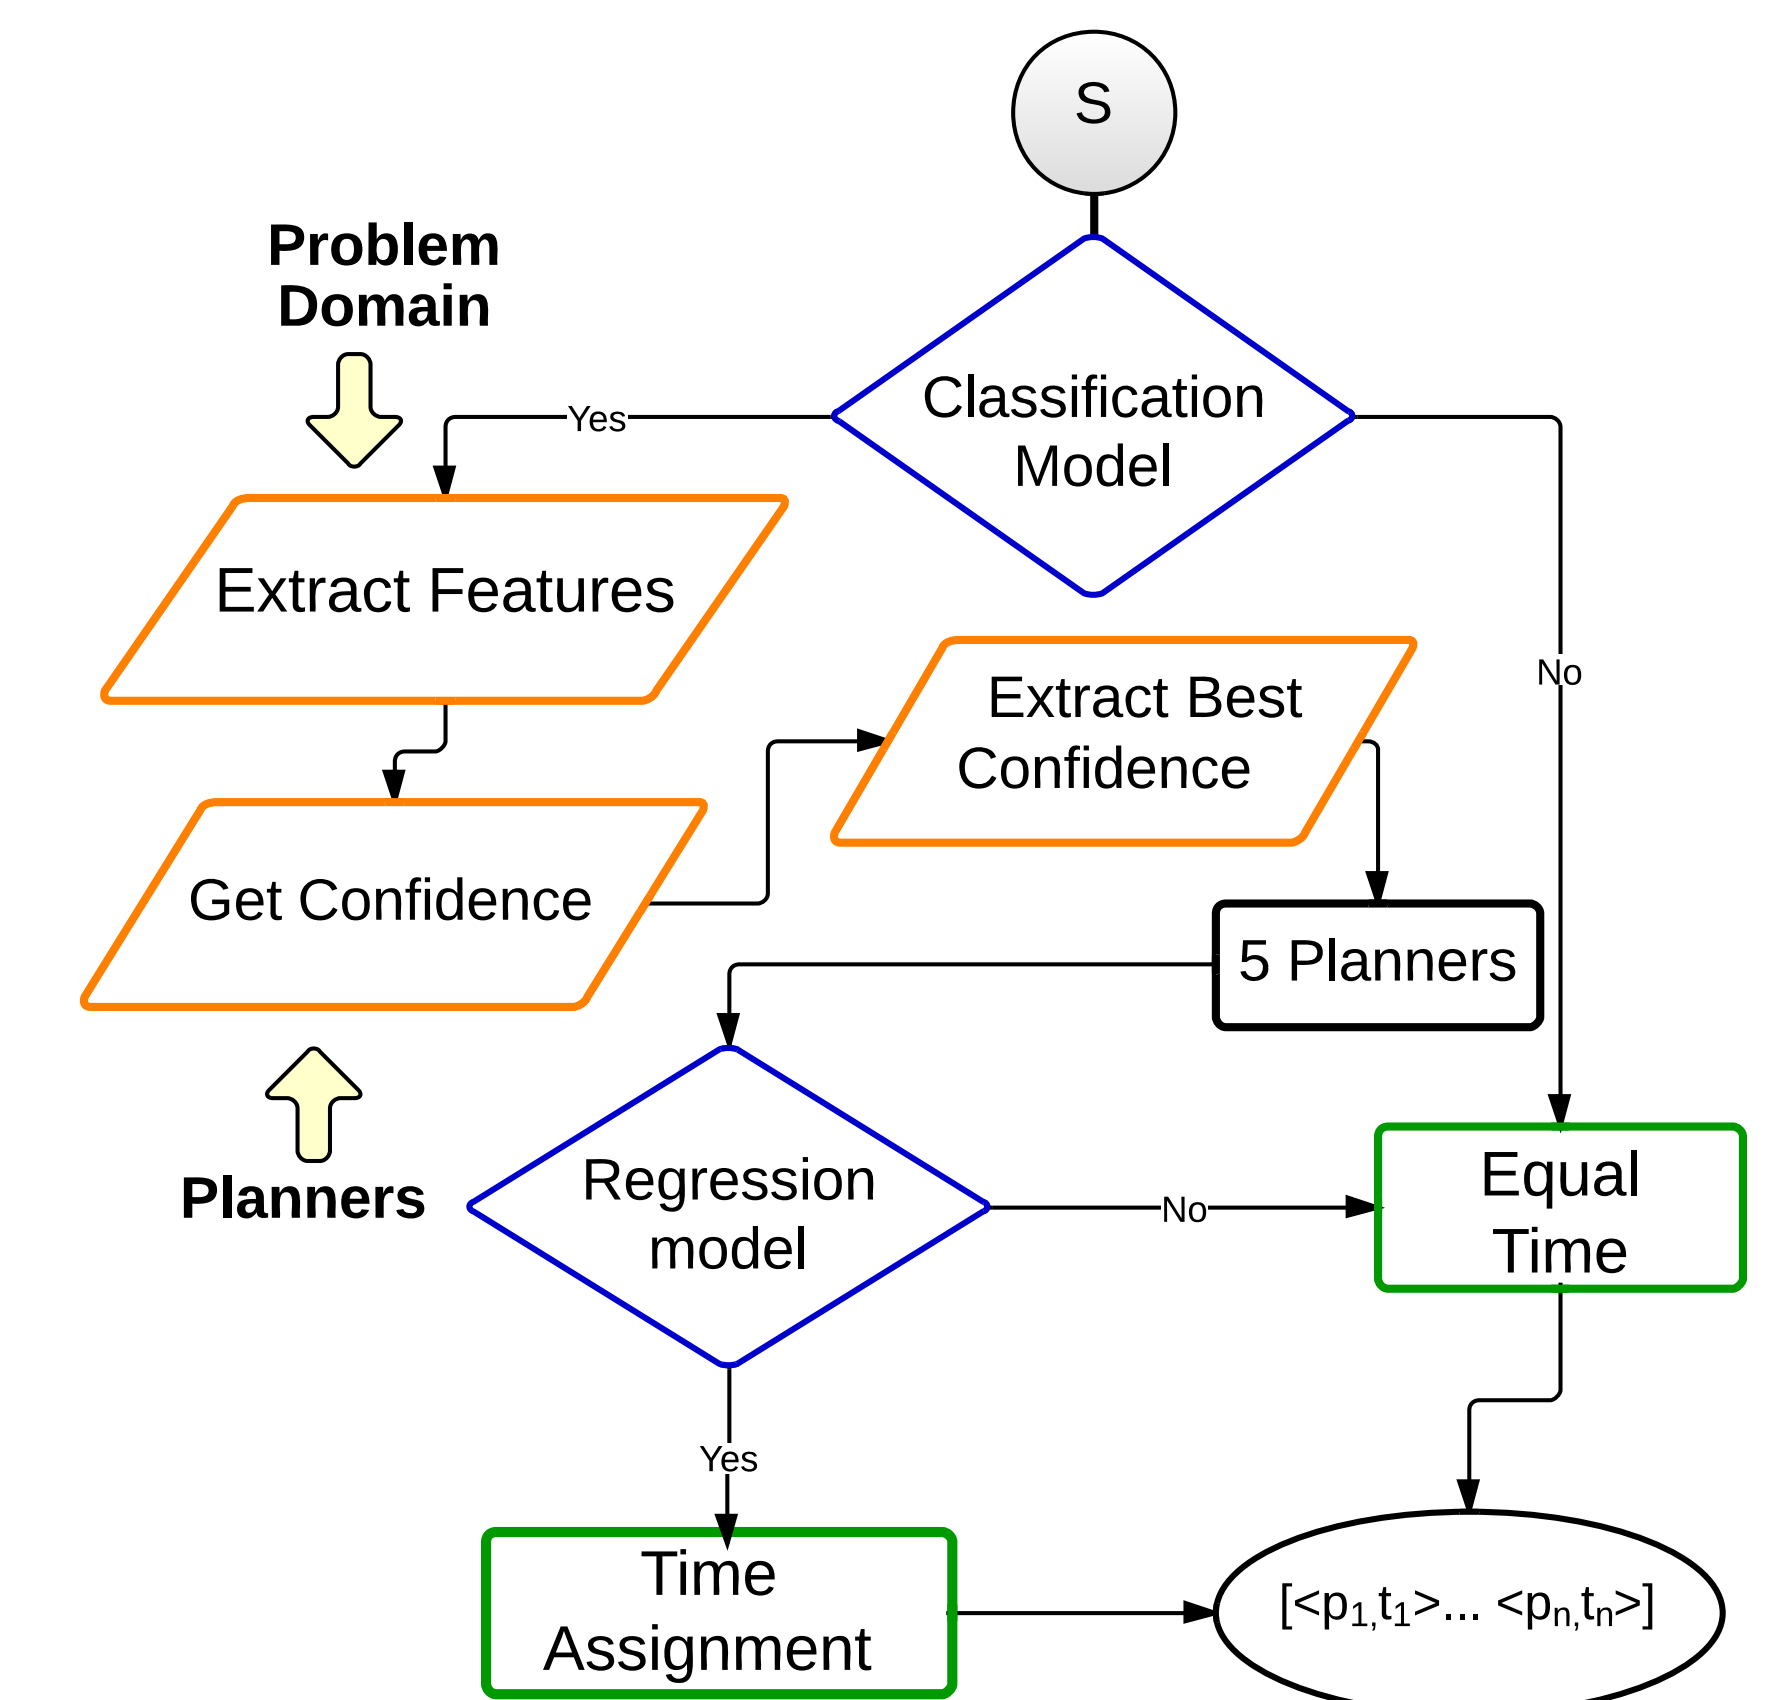 S
Problem
Domain
Classification
Model
Yes
No
Extract Features
Extract Best
Confidence
Get Confidence
5 Planners
Planners
Regression
model
No
Equal
Time
Yes
Time
Assignment
[<p1,t1>... <pn,tn>]